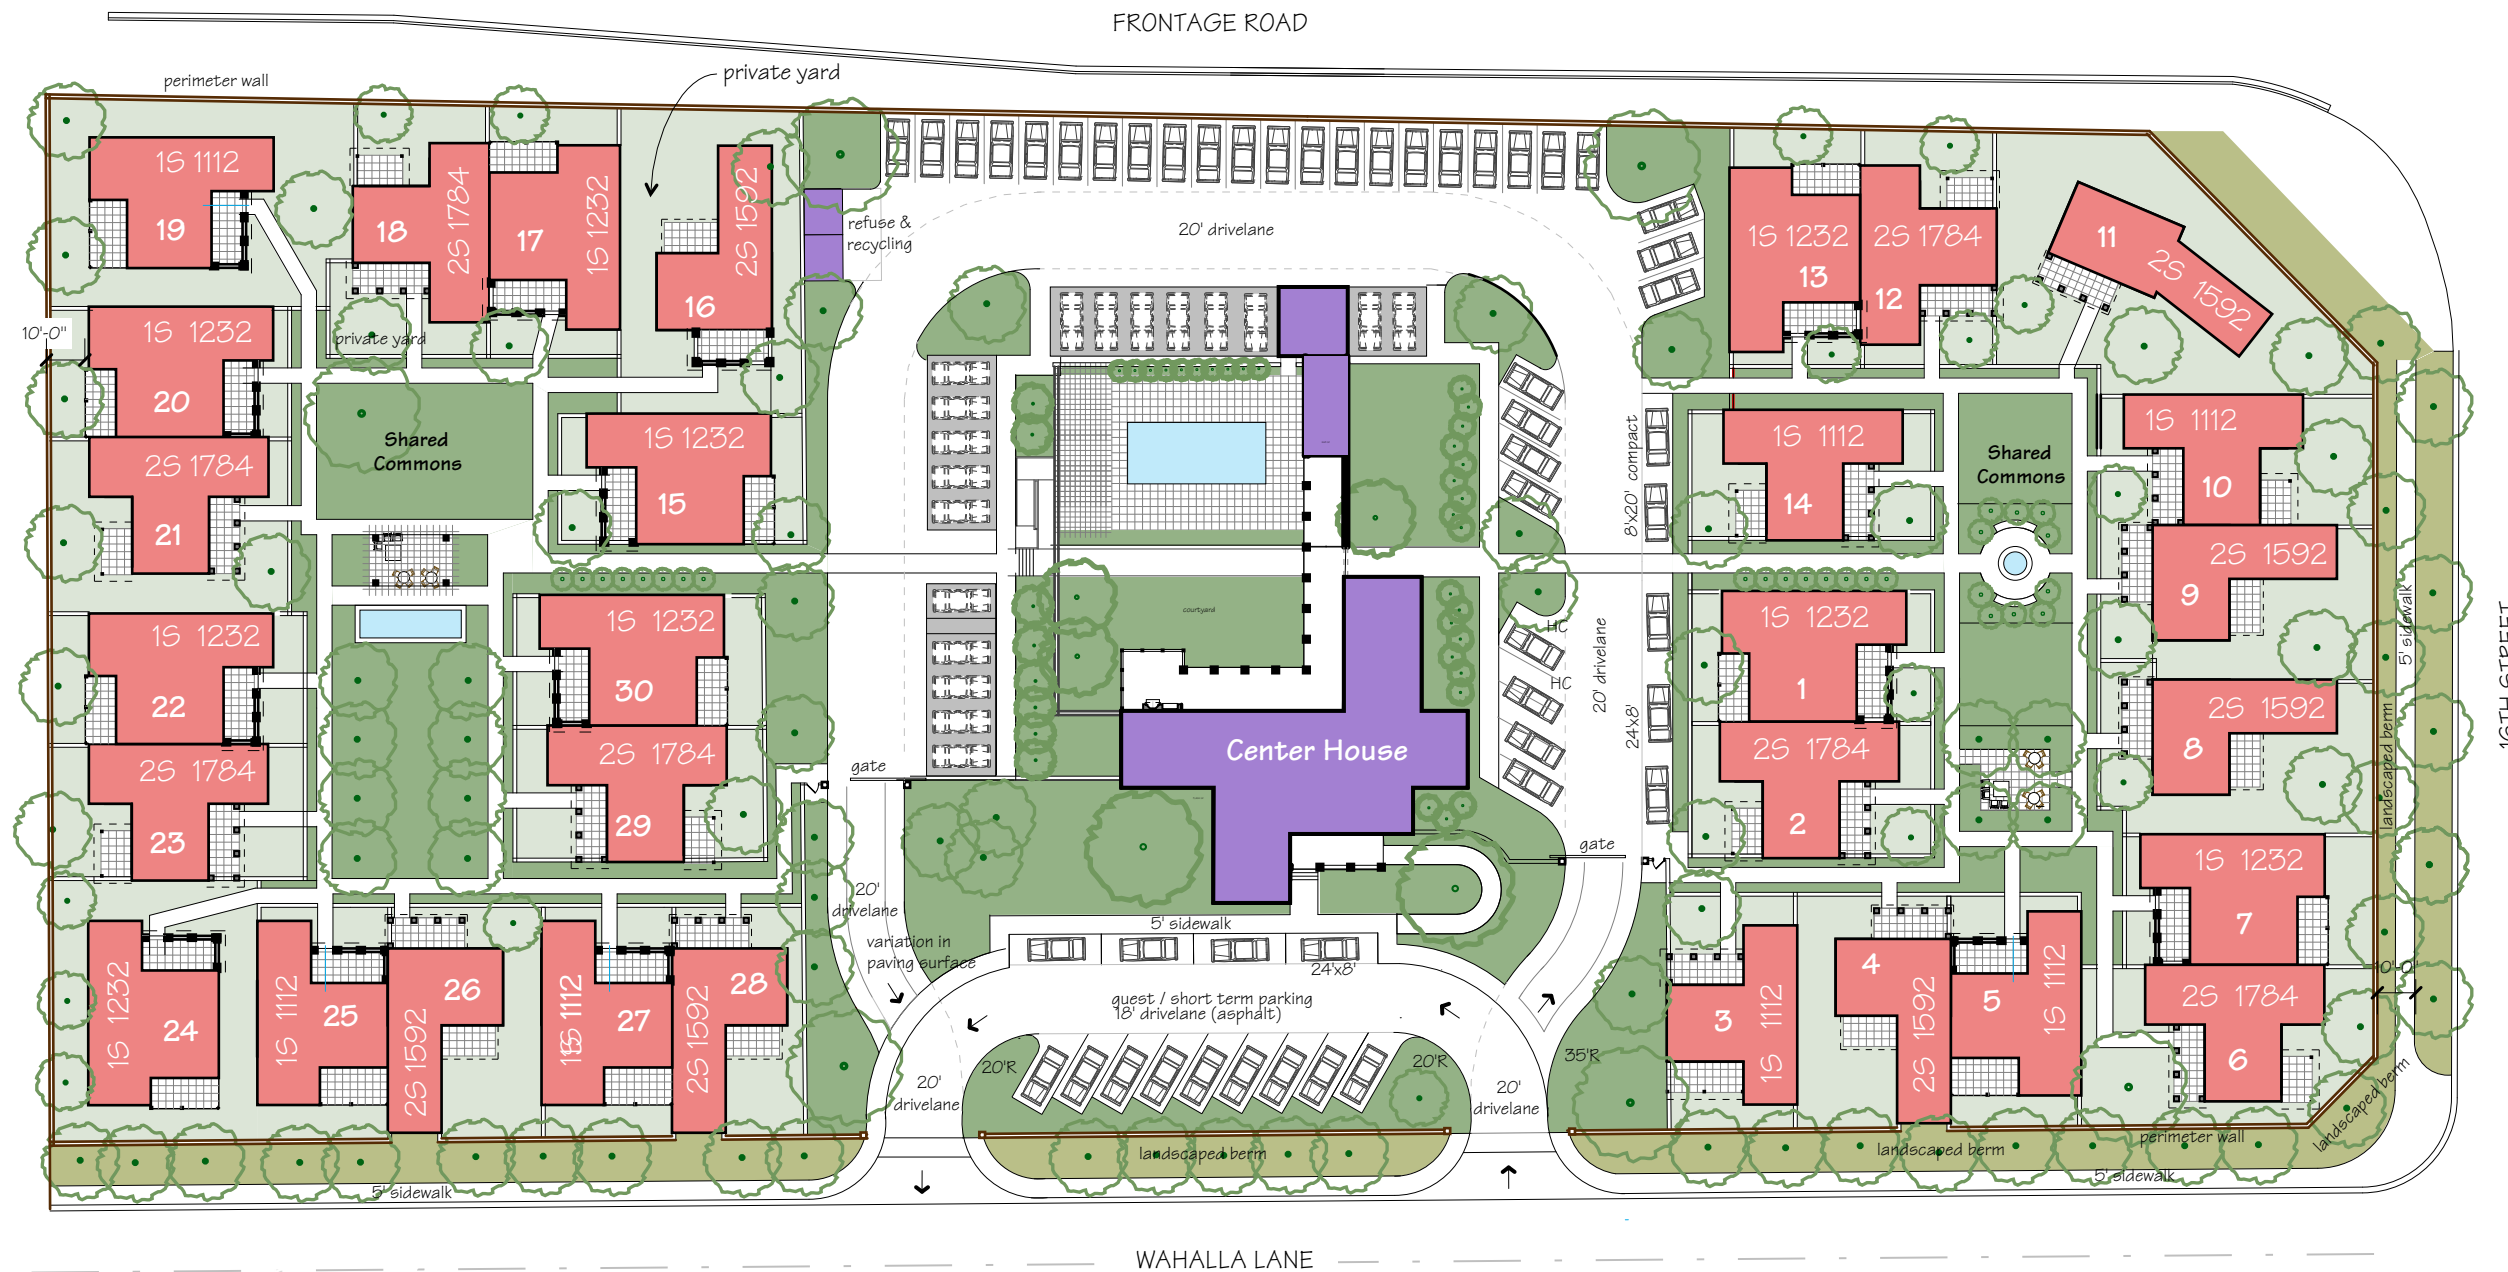 FRONTAGE ROAD
perimeter wall
private yard
1S 1112
19
18
2S 1784
17
1S 1232
2S 1592
16
refuse &
recycling
20' drivelane
1S 1232
13
2S 1784
12
11
2S 1592
10'-0"
1S 1232
20
private yard
Shared
Commons
2S 1784
21
1S 1232
15
8'x20' compact
1S 1112
14
Shared
Commons
1S 1112
10
2S 1592
9
5' sidewalk
16TH STREET
1S 1232
22
1S 1232
30
courtyard
HC
HC
20' drivelane
24'x8'
1S 1232
1
2S 1592
8
landscaped berm
2S 1784
23
2S 1784
29
gate
Center House
gate
2S 1784
2
1S 1232
7
20'
drivelane
variation in
paving surface
5' sidewalk
24'x8'
guest / short term parking
18' drivelane (asphalt)
1S 1232
24
1S 1112
25
26
2S 1592
1S 1112
27
28
2S 1592
20'R
20'R
35'R
20'
drivelane
20'
drivelane
3
1S 1112
4
2S 1592
5
1S 1112
10'-0"
2S 1784
6
landscaped berm
perimeter wall
landscaped berm
landscaped berm
5' sidewalk
5' sidewalk
WAHALLA LANE